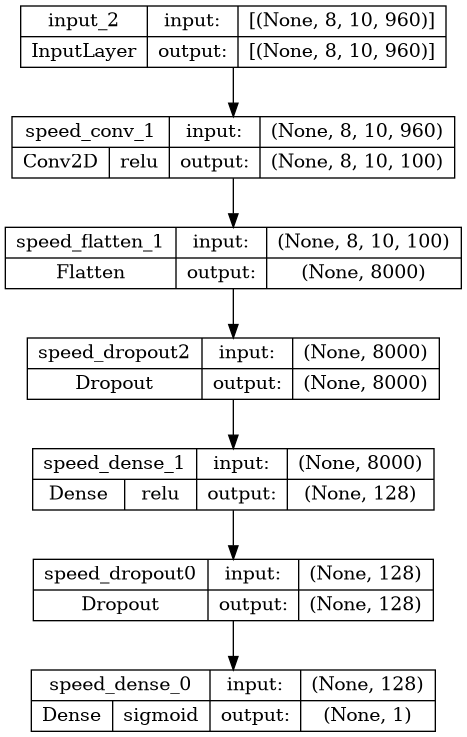 input_2 input: [(None, 8, 10, 960)]
InputLayer output: [(None, 8, 10, 960)]
speed_conv_1 input: (None, 8, 10, 960)
Conv2D relu output: (None, 8, 10, 100)
speed_flatten_1 input: (None, 8, 10, 100)
Flatten output: (None, 8000)
speed_dropout2 input: (None, 8000)
Dropout output: (None, 8000)
speed_dense_1 input: (None, 8000)
Dense relu output: (None, 128)
speed_dropout0 input: (None, 128)
Dropout output: (None, 128)
speed_dense_0 input: (None, 128)
Dense sigmoid output: (None, 1)